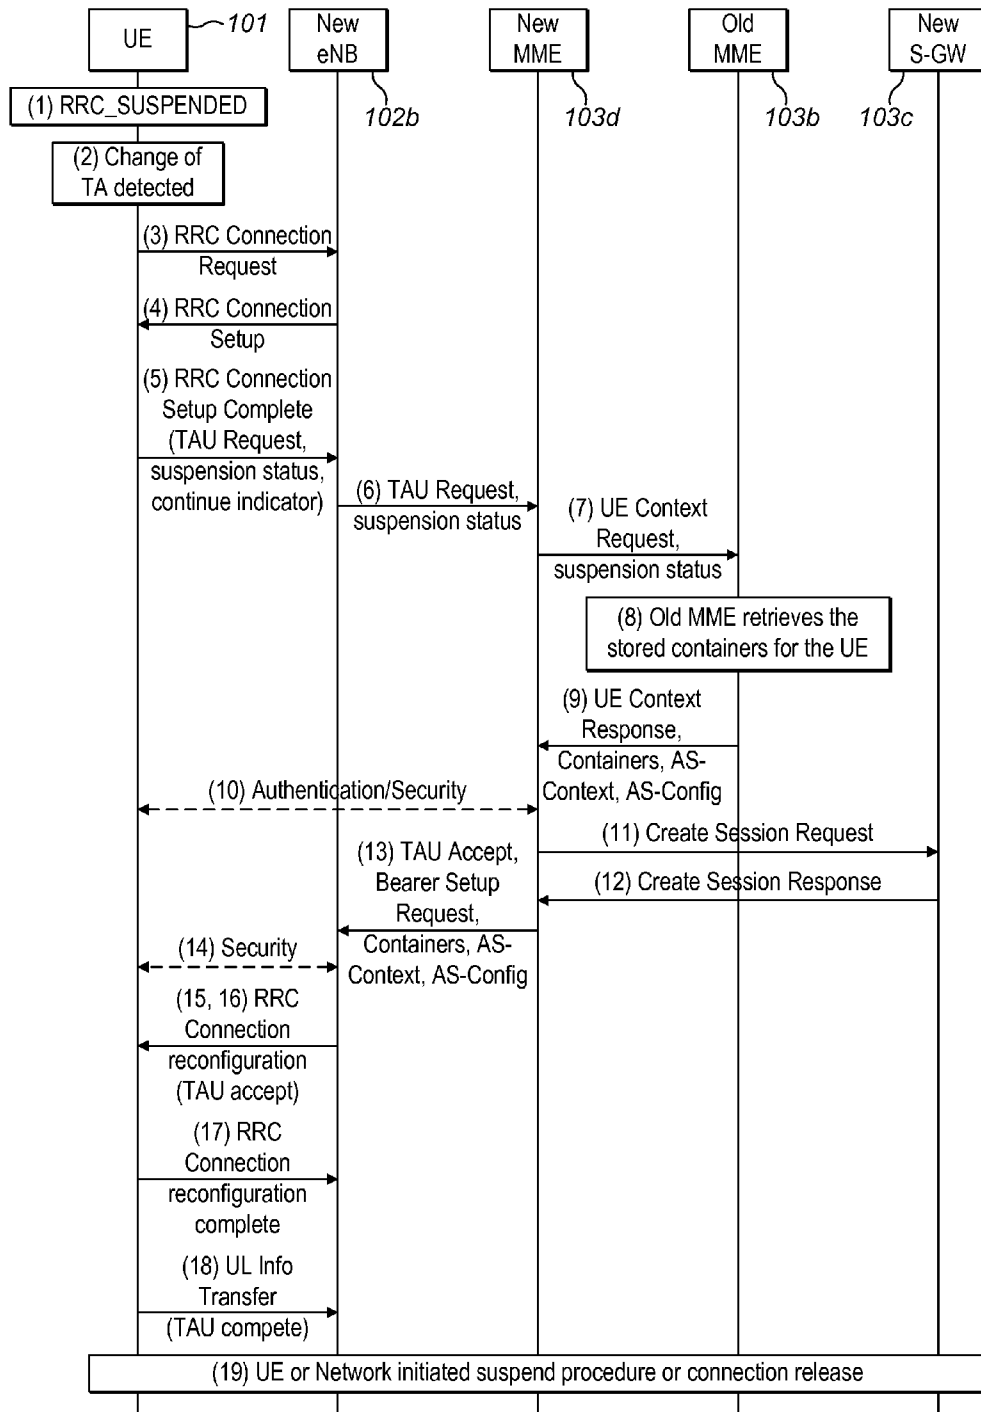 UE
101
New
eNB
102b
New
MME
103d
Old
MME
103b
New
S-GW
103c
(1) RRC_SUSPENDED
(2) Change of
TA detected
(3) RRC Connection
Request
(4) RRC Connection
Setup
(5) RRC Connection
Setup Complete
(TAU Request,
suspension status,
continue indicator)
(6) TAU Request,
suspension status
(7) UE Context
Request,
suspension status
(8) Old MME retrieves the
stored containers for the UE
(9) UE Context
Response,
Containers, AS-
Context, AS-Config
(10) Authentication/Security
(11) Create Session Request
(12) Create Session Response
(13) TAU Accept,
Bearer Setup
Request,
Containers, AS-
Context, AS-Config
(14) Security
(15, 16) RRC
Connection
reconfiguration
(TAU accept)
(17) RRC
Connection
reconfiguration
complete
(18) UL Info
Transfer
(TAU compete)
(19) UE or Network initiated suspend procedure or connection release